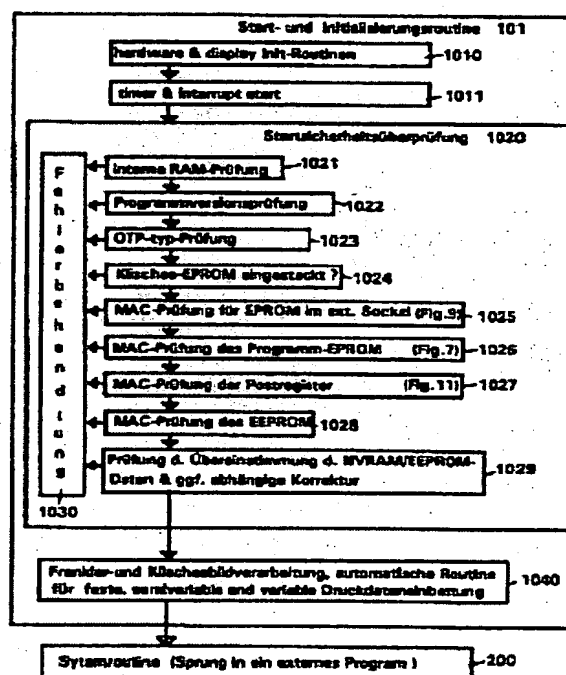 Start- und Initialisierungsroutine 101
hardware & display Init-Routinen 1010
timer & interrupt start 1011
Startsicherheitsüberprüfung 1020
Fehlerbehandlung
interne RAM-Prüfung 1021
Programmversionsprüfung 1022
OTP-typ-Prüfung 1023
Klischee-EPROM eingesteckt ? 1024
MAC-Prüfung für EPROM im ext. Sockel (Fig.9) 1025
MAC-Prüfung des Programm-EPROM (Fig.7) 1026
MAC-Prüfung der Postregister (Fig.11) 1027
MAC-Prüfung des EEPROM 1028
Prüfung d. Übereinstimmung d. NVRAM/EEPROM-
Daten & ggf. abhängige Korrektur 1029
1030
Frankier-und Klischeebildverarbeitung, automatische Routine
für feste, semivariable and variable Druckdateneinbettung 1040
Sytemroutine (Sprung in ein externes Program ) 200